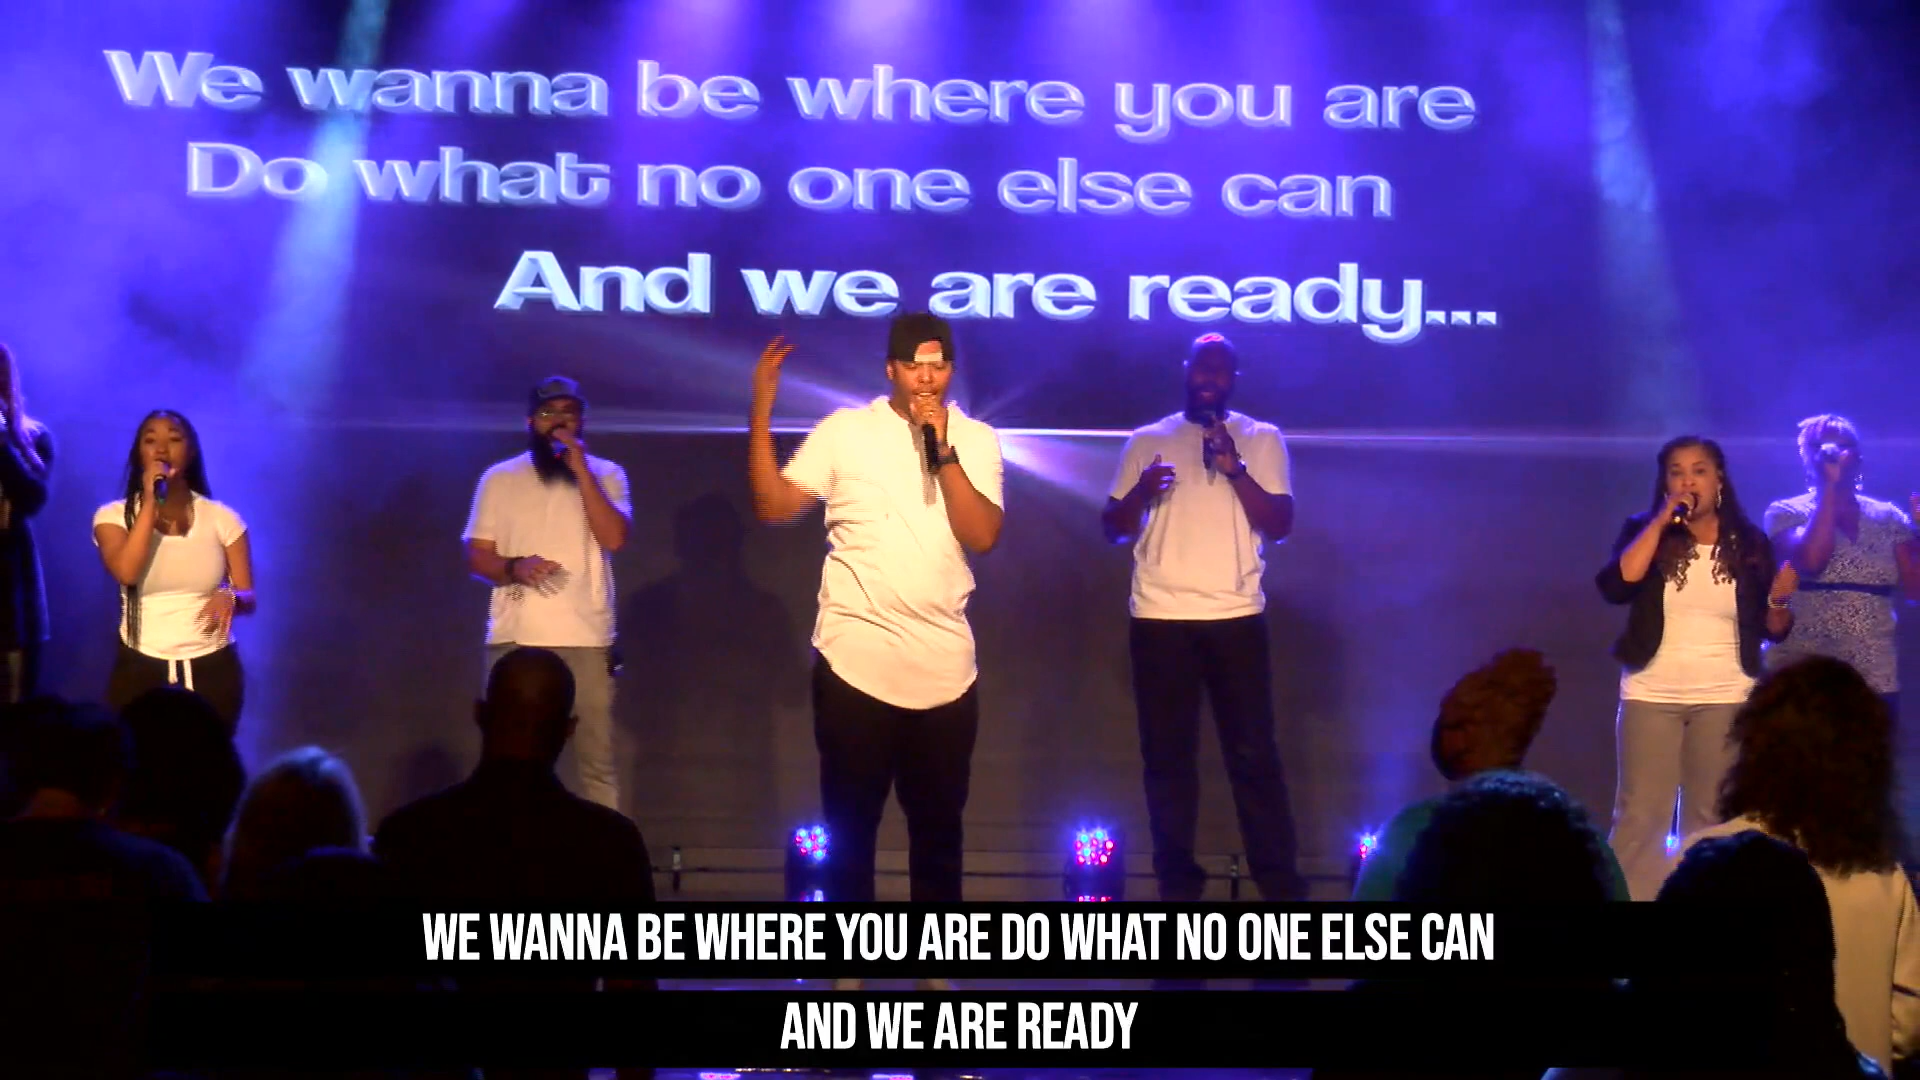 We wanna be where you are
Do what no one else can
And we are ready...
WE WANNA BE WHERE YOU ARE DO WHAT NO ONE ELSE CAN
AND WE ARE READY